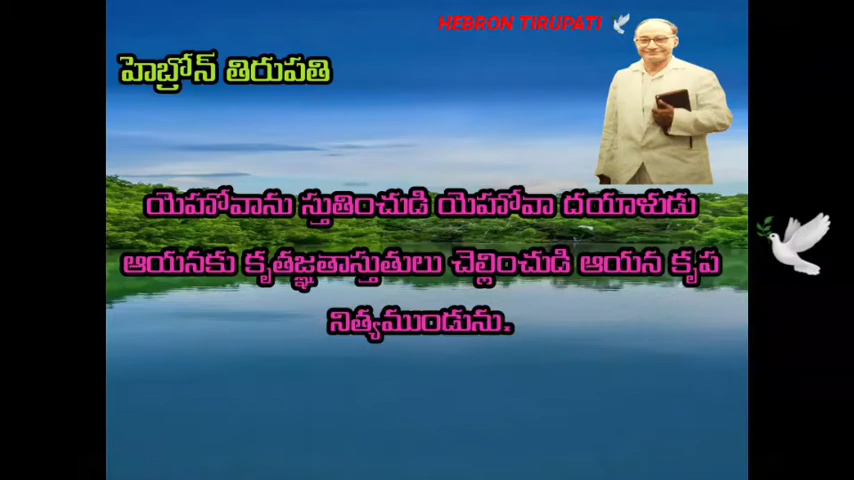 HEBRON TIRUPATI 🕊
హెబ్రోన్ తిరుపతి
యెహోవాను స్తుతించుడి యెహోవా దయాళుడు
ఆయనకు కృతజ్ఞతాస్తుతులు చెల్లించుడి ఆయన కృప
నిత్యముండును.